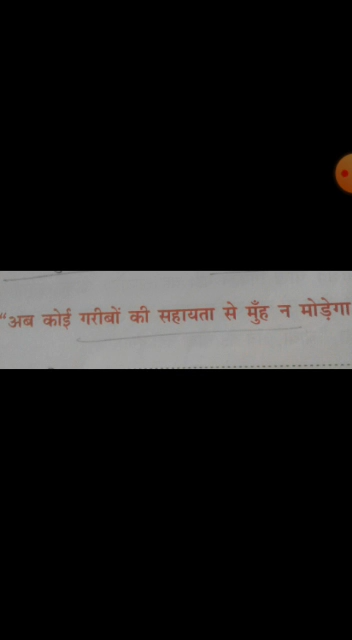 “अब कोई गरीबों की सहायता से मुँह न मोड़ेगा